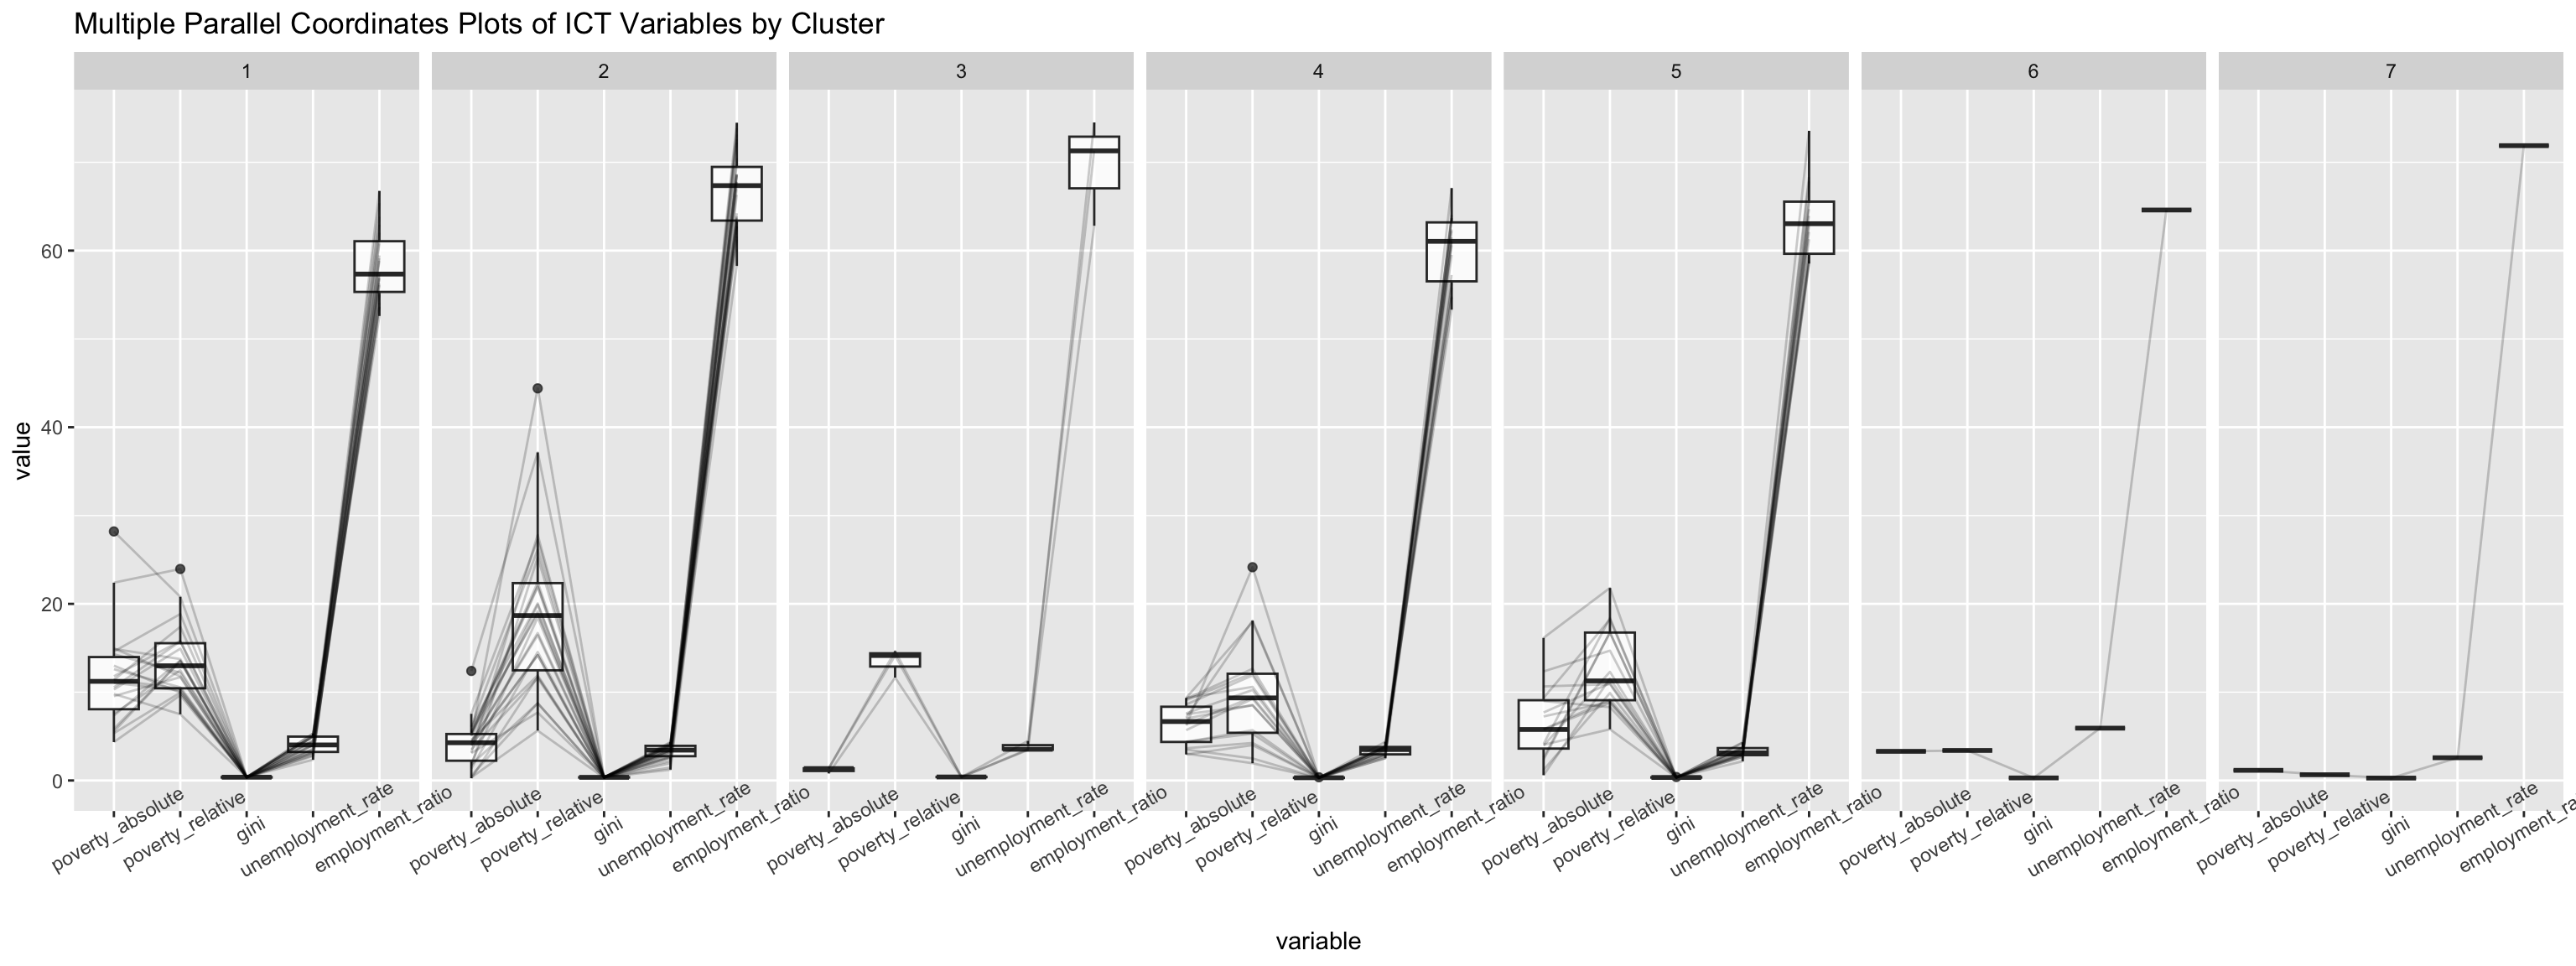 Multiple Parallel Coordinates Plots of ICT Variables by Cluster
1 2 3 4 5 6 7
value
60
40
20
0
poverty_absolute poverty_relative gini unemployment_rate employment_ratio
poverty_absolute poverty_relative gini unemployment_rate employment_ratio
poverty_absolute poverty_relative gini unemployment_rate employment_ratio
poverty_absolute poverty_relative gini unemployment_rate employment_ratio
poverty_absolute poverty_relative gini unemployment_rate employment_ratio
poverty_absolute poverty_relative gini unemployment_rate employment_ratio
poverty_absolute poverty_relative gini unemployment_rate
variable